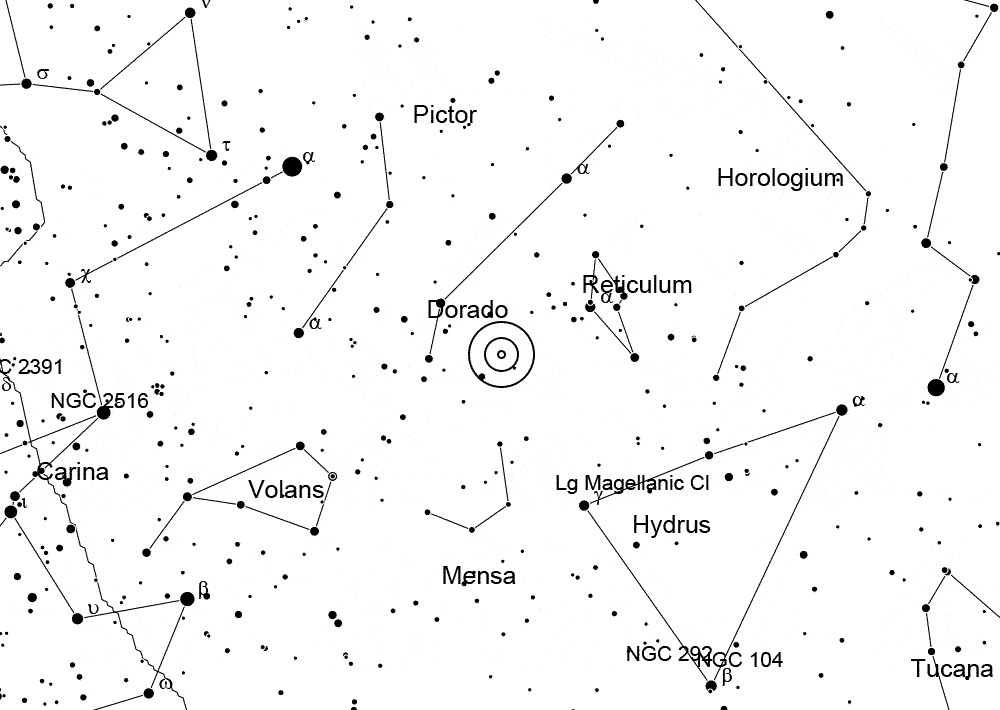 ν
σ
Pictor
τ
α
α
Horologium
χ
Reticulum
α
Dorado
α
C 2391
α
δ
NGC 2516
α
Carina
Volans
Lg Magellanic Cl
γ
ι
Hydrus
Mensa
β
υ
NGC 292
NGC 104
Tucana
β
ω